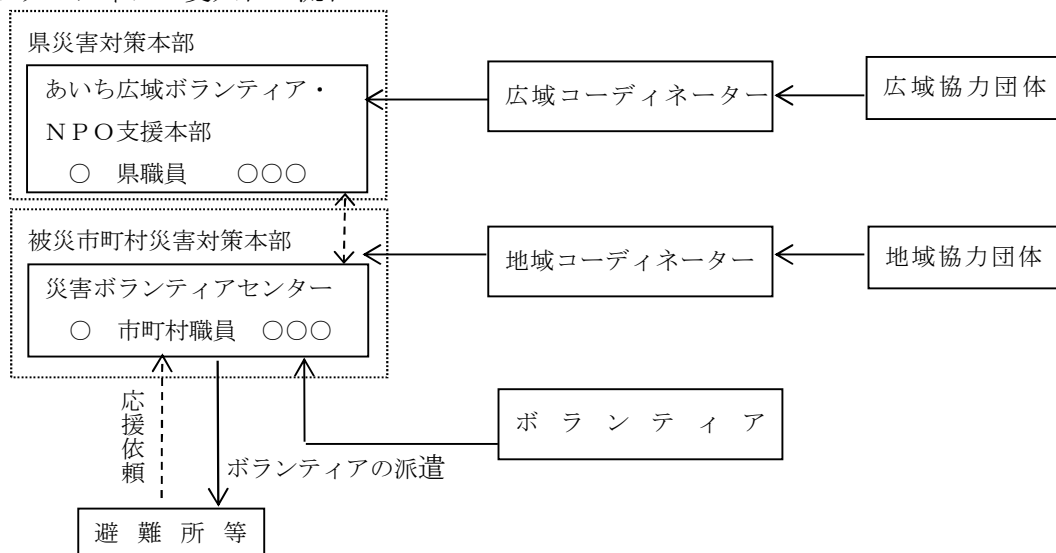 県災害対策本部
あいち広域ボランティア・
ＮＰＯ支援本部
○　県職員　○○○
広域コーディネーター
広域協力団体
被災市町村災害対策本部
災害ボランティアセンター
○　市町村職員　○○○
地域コーディネーター
地域協力団体
応援依頼
ボランティアの派遣
ボランティア
避難所等